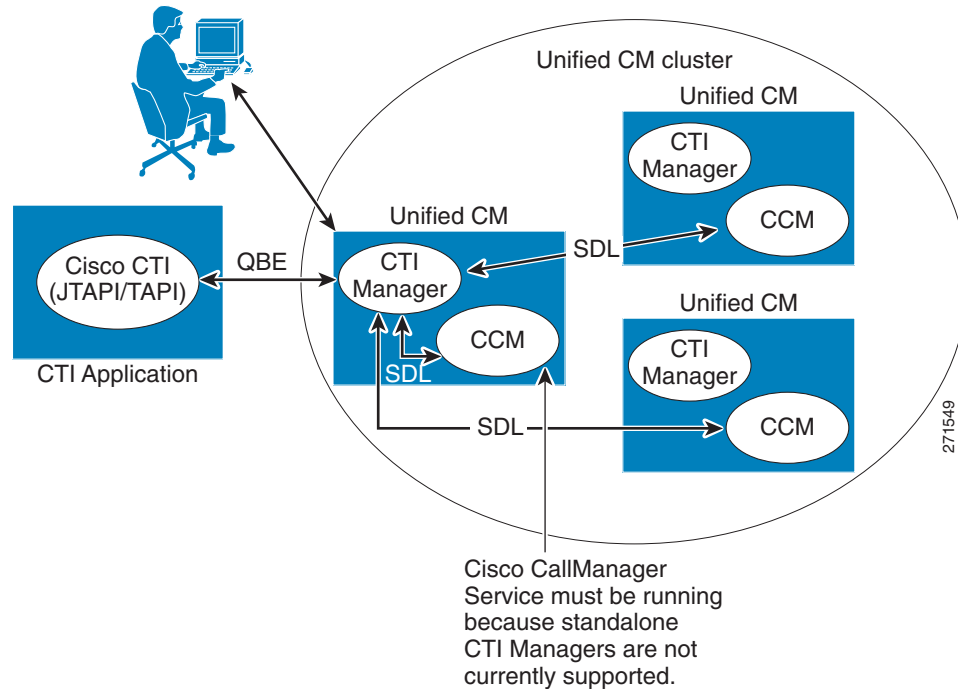 Unified CM cluster
Unified CM
CTI
Manager
CCM
Unified CM
CTI
Manager
CCM
SDL
SDL
QBE
Cisco CTI
(JTAPI/TAPI)
CTI Application
Unified CM
CTI
Manager
CCM
SDL
271549
Cisco CallManager
Service must be running
because standalone
CTI Managers are not
currently supported.